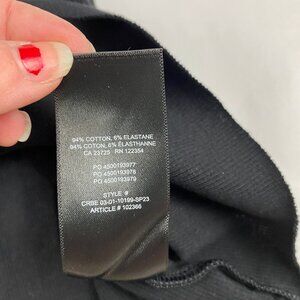 94% COTTON, 6% ELASTANE
94% COTON, 6% ÉLASTHANNE
CA 23725 RN 122354
PO 4500193977
PO 4500193978
PO 4500193979
STYLE #
CRBE 03-01-10199-SP23
ARTICLE # 102366